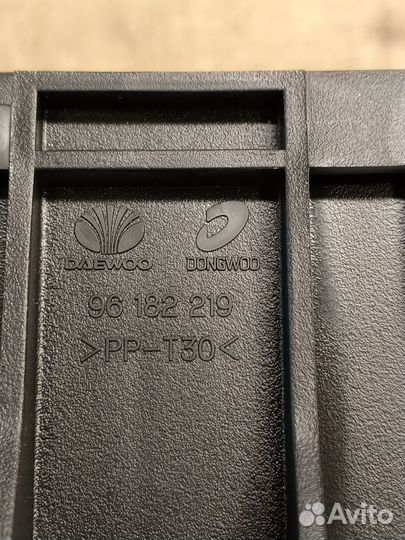 DAEWOO DONGWOO
96 182 219
>PP-T30<
Avito